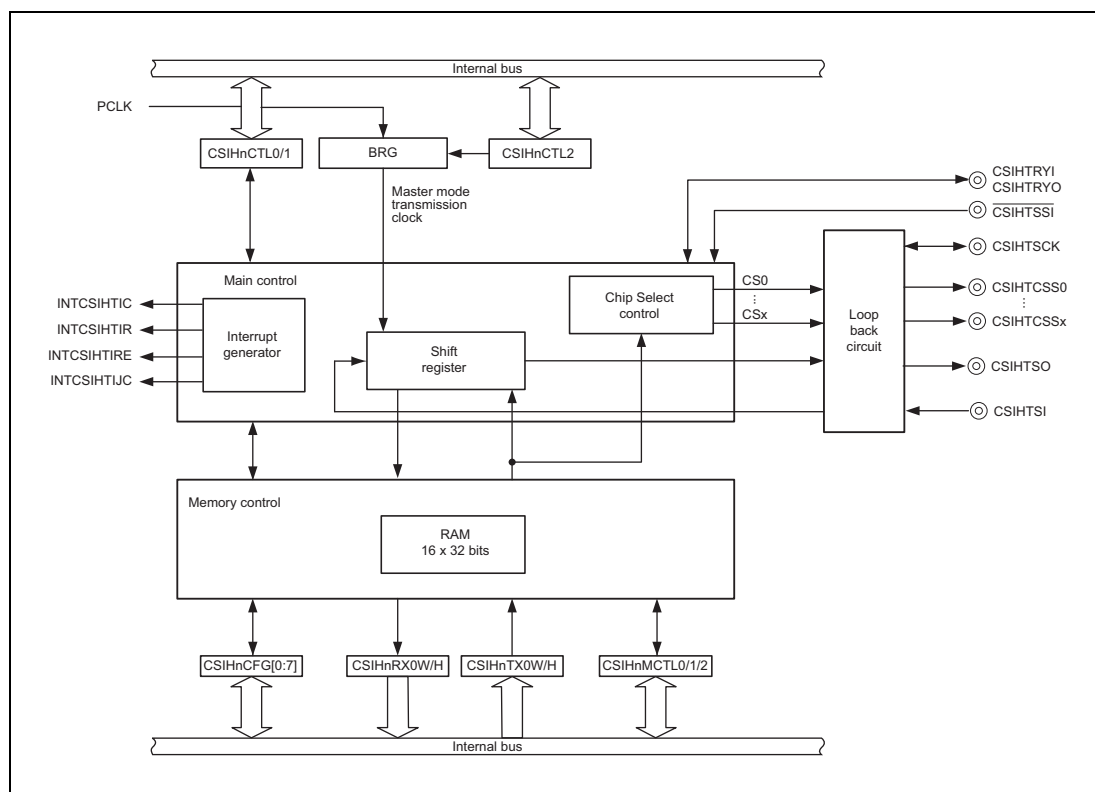 Internal bus
PCLK
CSIHnCTL0/1
BRG
CSIHnCTL2
Master mode
transmission
clock
CSIHTRYI
CSIHTRYO
CSIHTSSI
CSIHTSCK
CSIHTCSS0
CSIHTCSSx
CSIHTSO
CSIHTSI
Main control
INTCSIHTIC
INTCSIHTIR
INTCSIHTIRE
INTCSIHTIJC
Interrupt
generator
Shift
register
Chip Select
control
CS0
CSx
Loop
back
circuit
Memory control
RAM
16 x 32 bits
CSIHnCFG[0:7]
CSIHnRX0W/H
CSIHnTX0W/H
CSIHnMCTL0/1/2
Internal bus